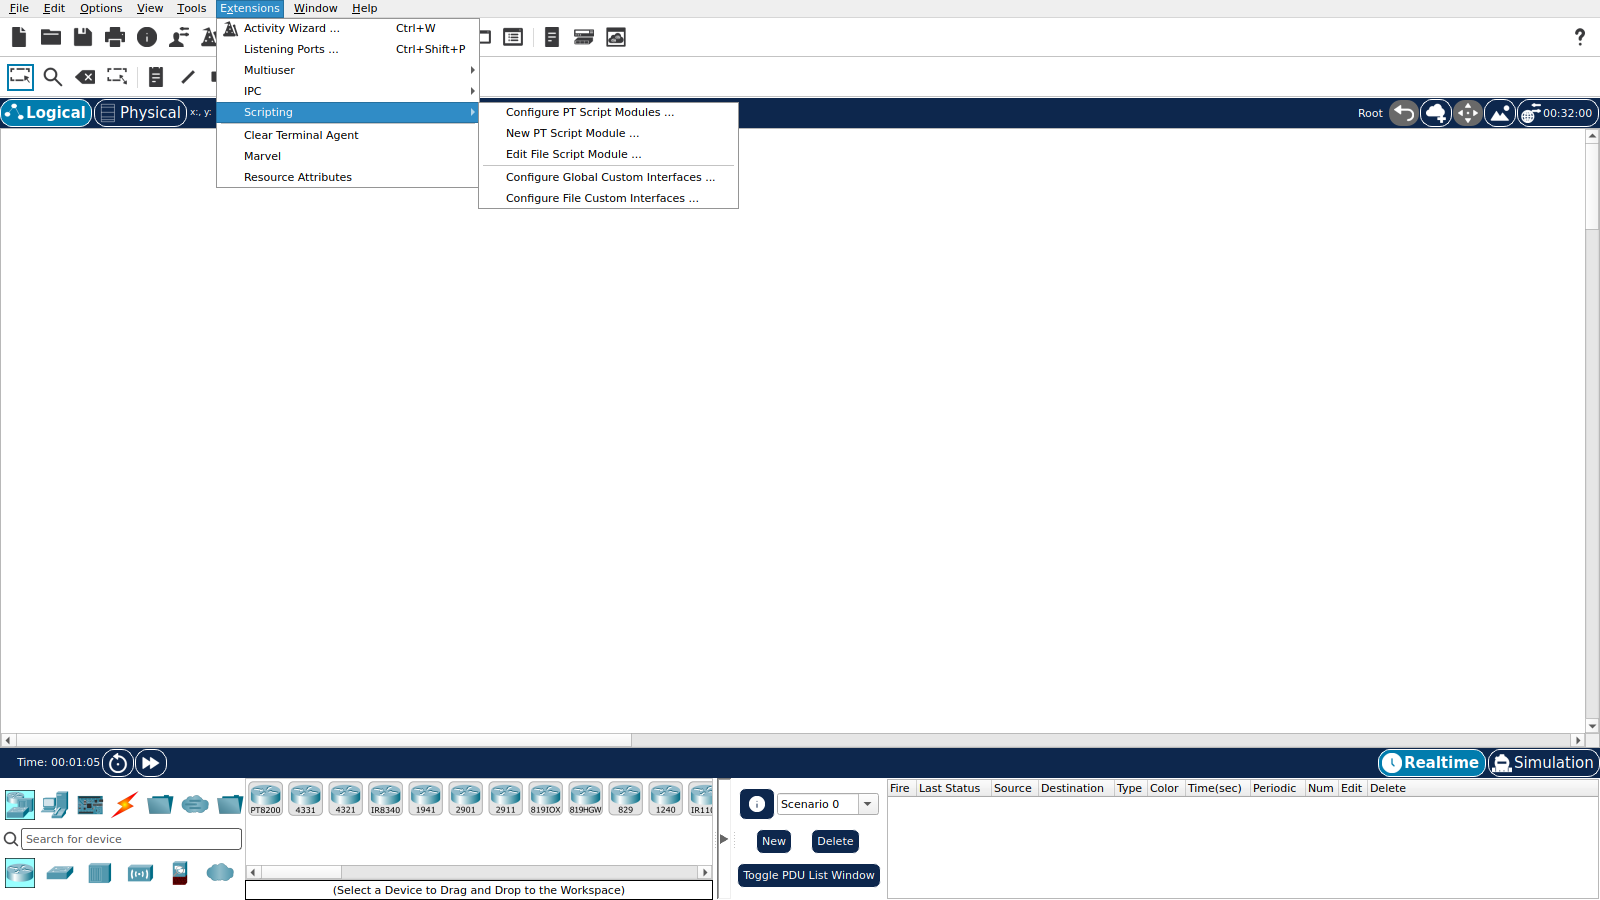 File Edit Options View Tools Extensions Window Help
Activity Wizard ... Ctrl+W
Listening Ports ... Ctrl+Shift+P
Multiuser
IPC
Scripting
Clear Terminal Agent
Marvel
Resource Attributes
Configure PT Script Modules ...
New PT Script Module ...
Edit File Script Module ...
Configure Global Custom Interfaces ...
Configure File Custom Interfaces ...
?
Logical Physical x:, y: Root 00:32:00
Time: 00:01:05 Realtime Simulation
PT8200 4331 4321 IR8340 1941 2901 2911 819IOX 819HGW 829 1240 IR110
Search for device
(Select a Device to Drag and Drop to the Workspace)
Scenario 0
New Delete
Toggle PDU List Window
Fire Last Status Source Destination Type Color Time(sec) Periodic Num Edit Delete